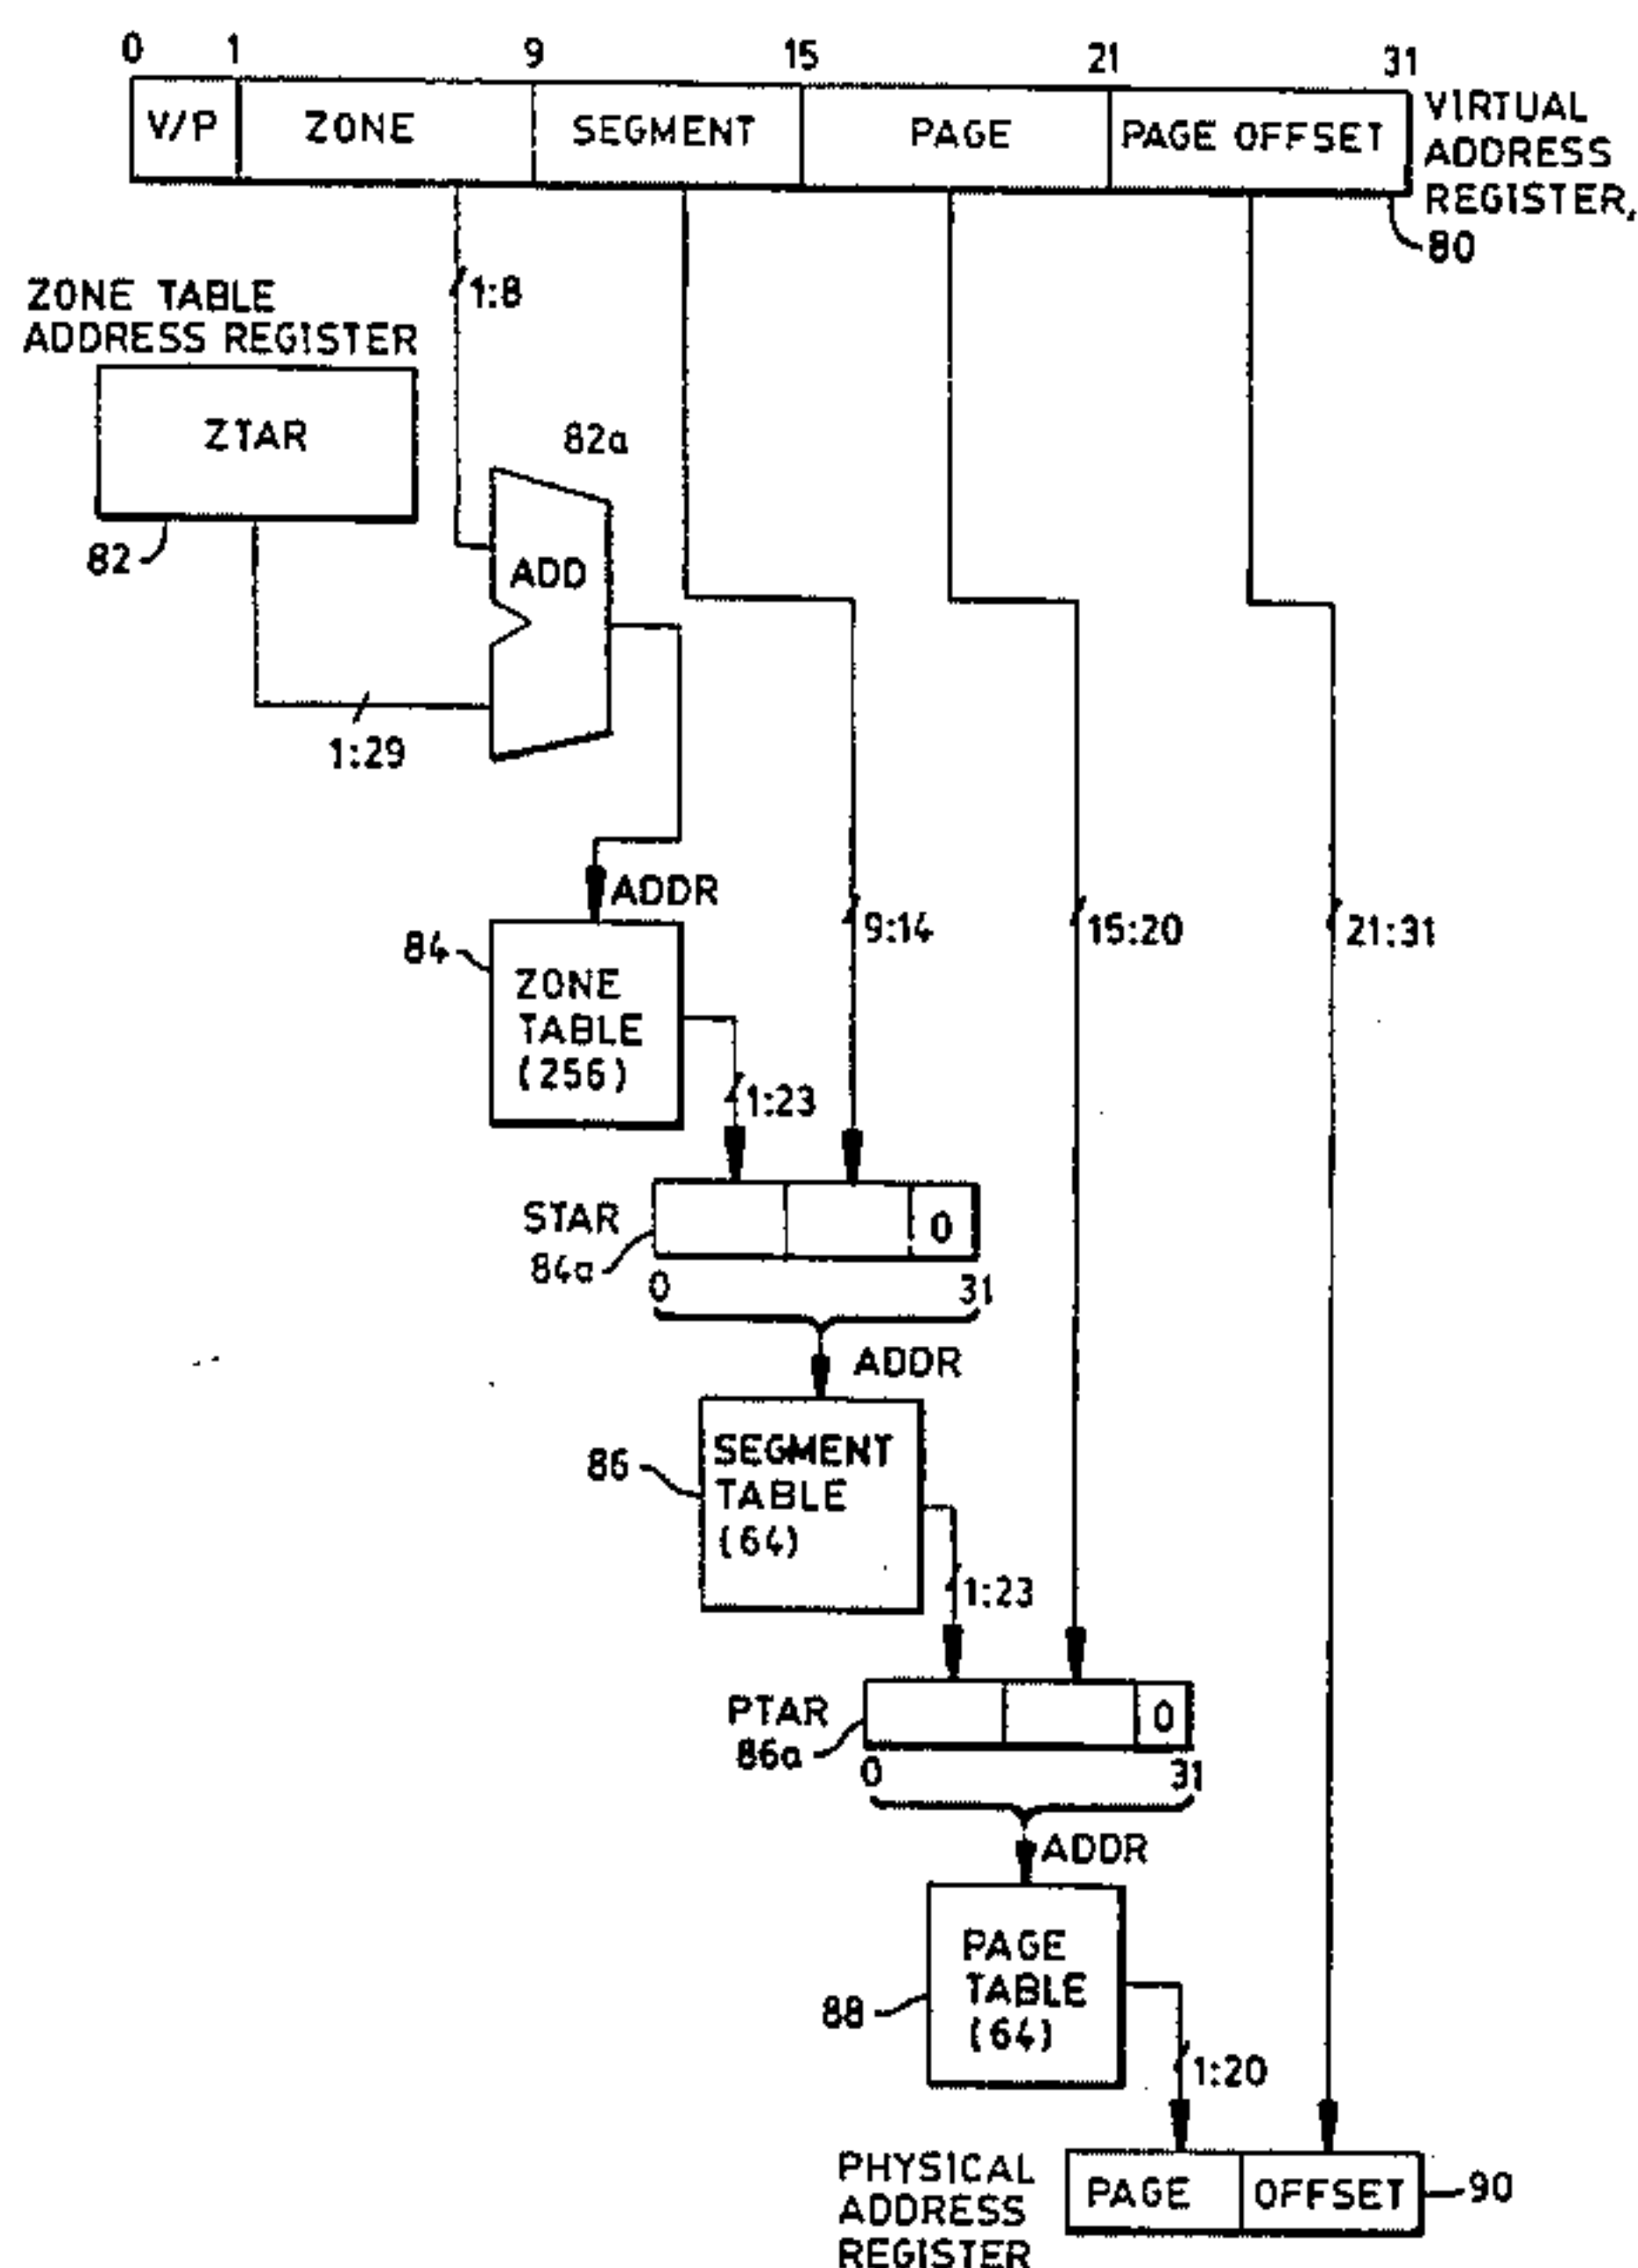 0 1 9 15 21 31
V/P ZONE SEGMENT PAGE PAGE OFFSET
VIRTUAL
ADDRESS
REGISTER,
80
1:8
ZONE TABLE
ADDRESS REGISTER
ZTAR
82
82a
ADD
1:29
ADDR
84
ZONE
TABLE
(256)
9:14
15:20
21:31
1:23
STAR
84a
0
0 31
ADDR
86
SEGMENT
TABLE
(64)
1:23
PTAR
86a
0
0 31
ADDR
88
PAGE
TABLE
(64)
1:20
PHYSICAL
ADDRESS
REGISTER
PAGE OFFSET
90